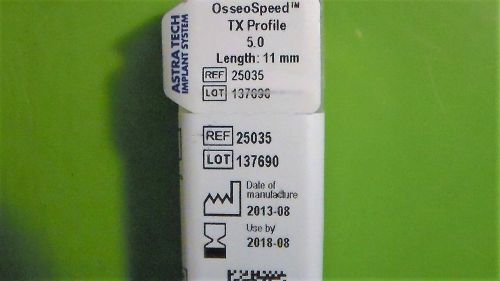 ASTRA TECH
IMPLANT SYSTEM
OsseoSpeed™
TX Profile
5.0
Length: 11 mm
REF 25035
LOT 137690
REF 25035
LOT 137690
Date of
manufacture
2013-08
Use by
2018-08